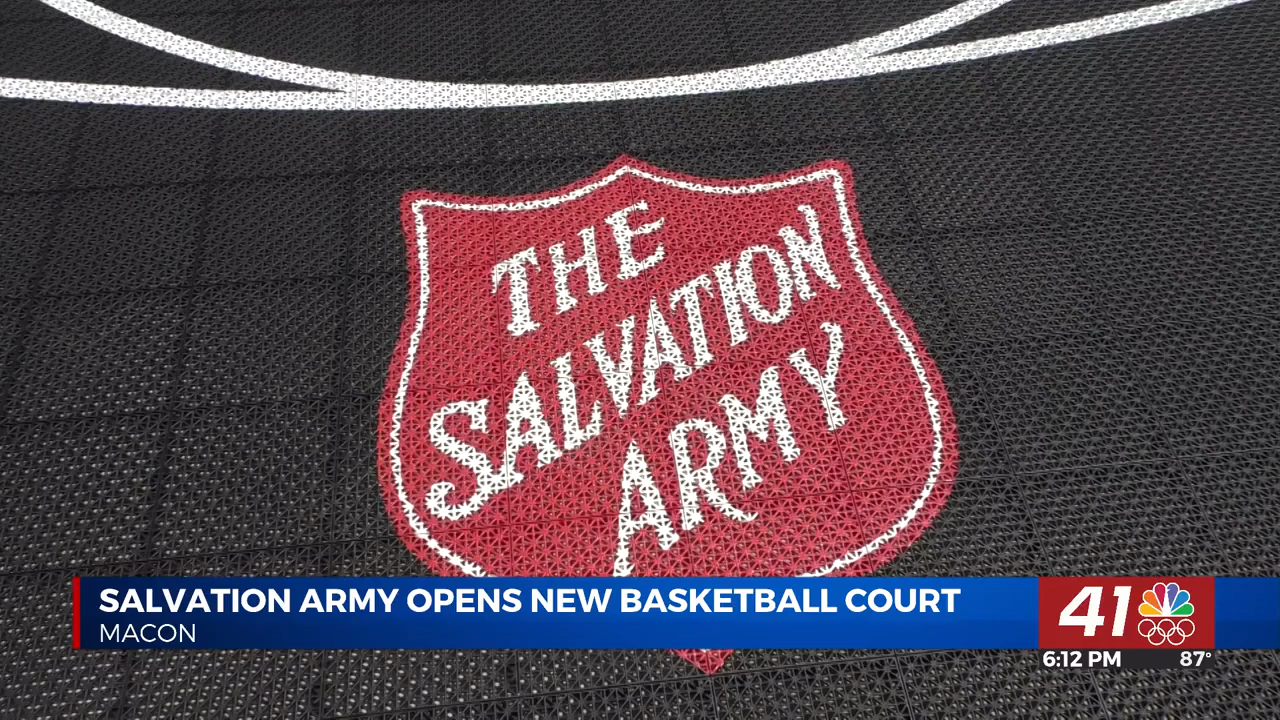 THE
SALVATION
ARMY
SALVATION ARMY OPENS NEW BASKETBALL COURT
MACON
41
6:12 PM 87°